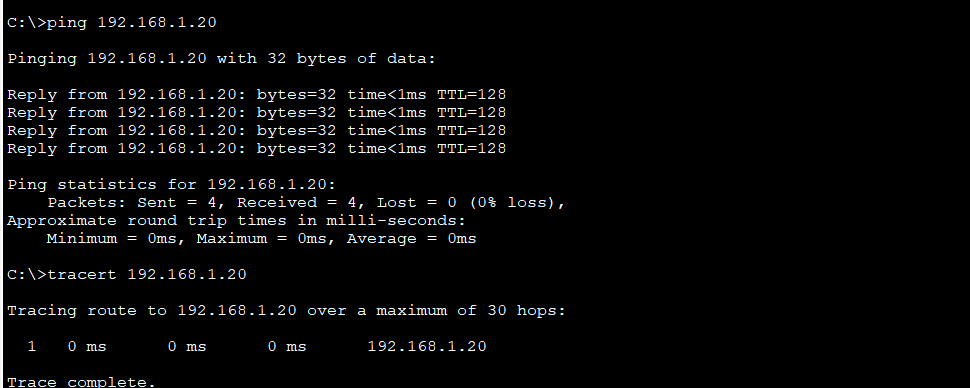 C:\>ping 192.168.1.20
Pinging 192.168.1.20 with 32 bytes of data:
Reply from 192.168.1.20: bytes=32 time<1ms TTL=128
Reply from 192.168.1.20: bytes=32 time<1ms TTL=128
Reply from 192.168.1.20: bytes=32 time<1ms TTL=128
Reply from 192.168.1.20: bytes=32 time<1ms TTL=128
Ping statistics for 192.168.1.20:
    Packets: Sent = 4, Received = 4, Lost = 0 (0% loss),
Approximate round trip times in milli-seconds:
    Minimum = 0ms, Maximum = 0ms, Average = 0ms
C:\>tracert 192.168.1.20
Tracing route to 192.168.1.20 over a maximum of 30 hops:
  1   0 ms      0 ms      0 ms      192.168.1.20
Trace complete.